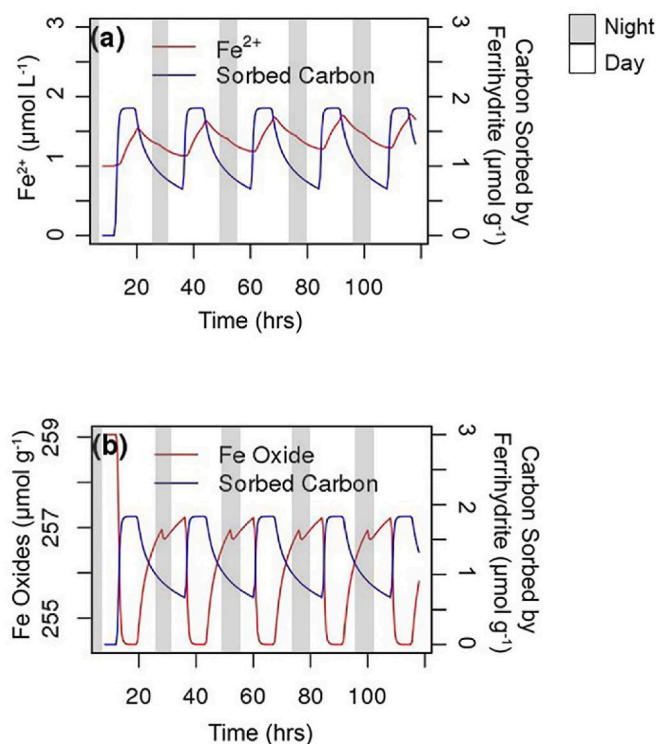 (a)
Fe²⁺
Sorbed Carbon
Fe²⁺ (μmol L⁻¹)
0 1 2 3
Carbon Sorbed by
Ferrihydrite (μmol g⁻¹)
0 1 2 3
20 40 60 80 100
Time (hrs)
Night
Day
(b)
Fe Oxide
Sorbed Carbon
Fe Oxides (μmol g⁻¹)
255 257 259
Carbon Sorbed by
Ferrihydrite (μmol g⁻¹)
0 1 2 3
20 40 60 80 100
Time (hrs)